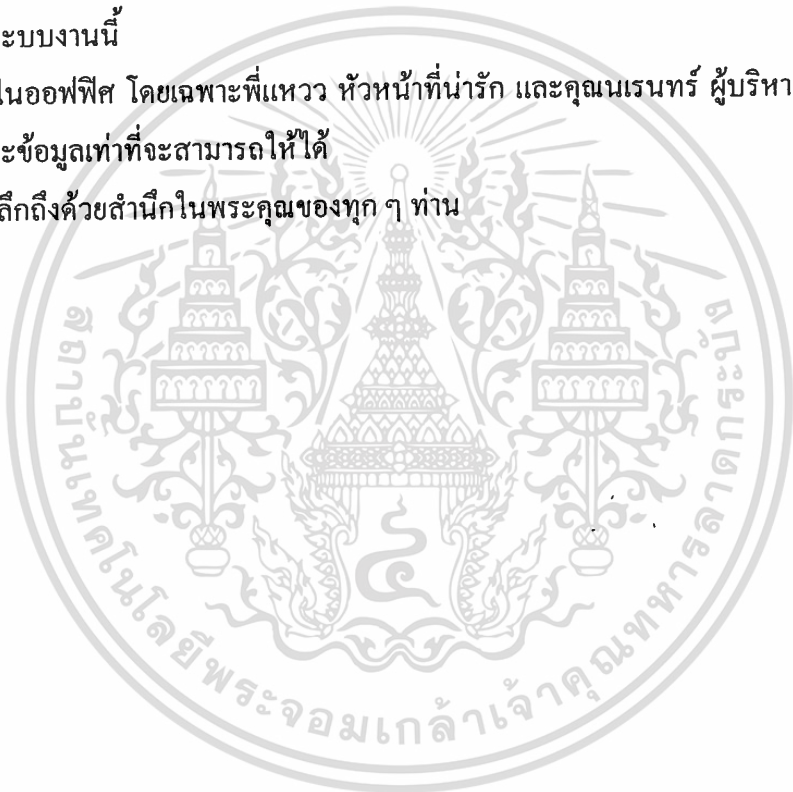 ะบบงานนี้
ในออฟฟิศ โดยเฉพาะพี่แหวว หัวหน้าที่น่ารัก และคุณนเรนทร์ ผู้บริหา
ะข้อมูลเท่าที่จะสามารถให้ได้
ลึกถึงด้วยสำนึกในพระคุณของทุก ๆ ท่าน
สถาบันเทคโนโลยีพระจอมเกล้าเจ้าคุณทหารลาดกระบัง